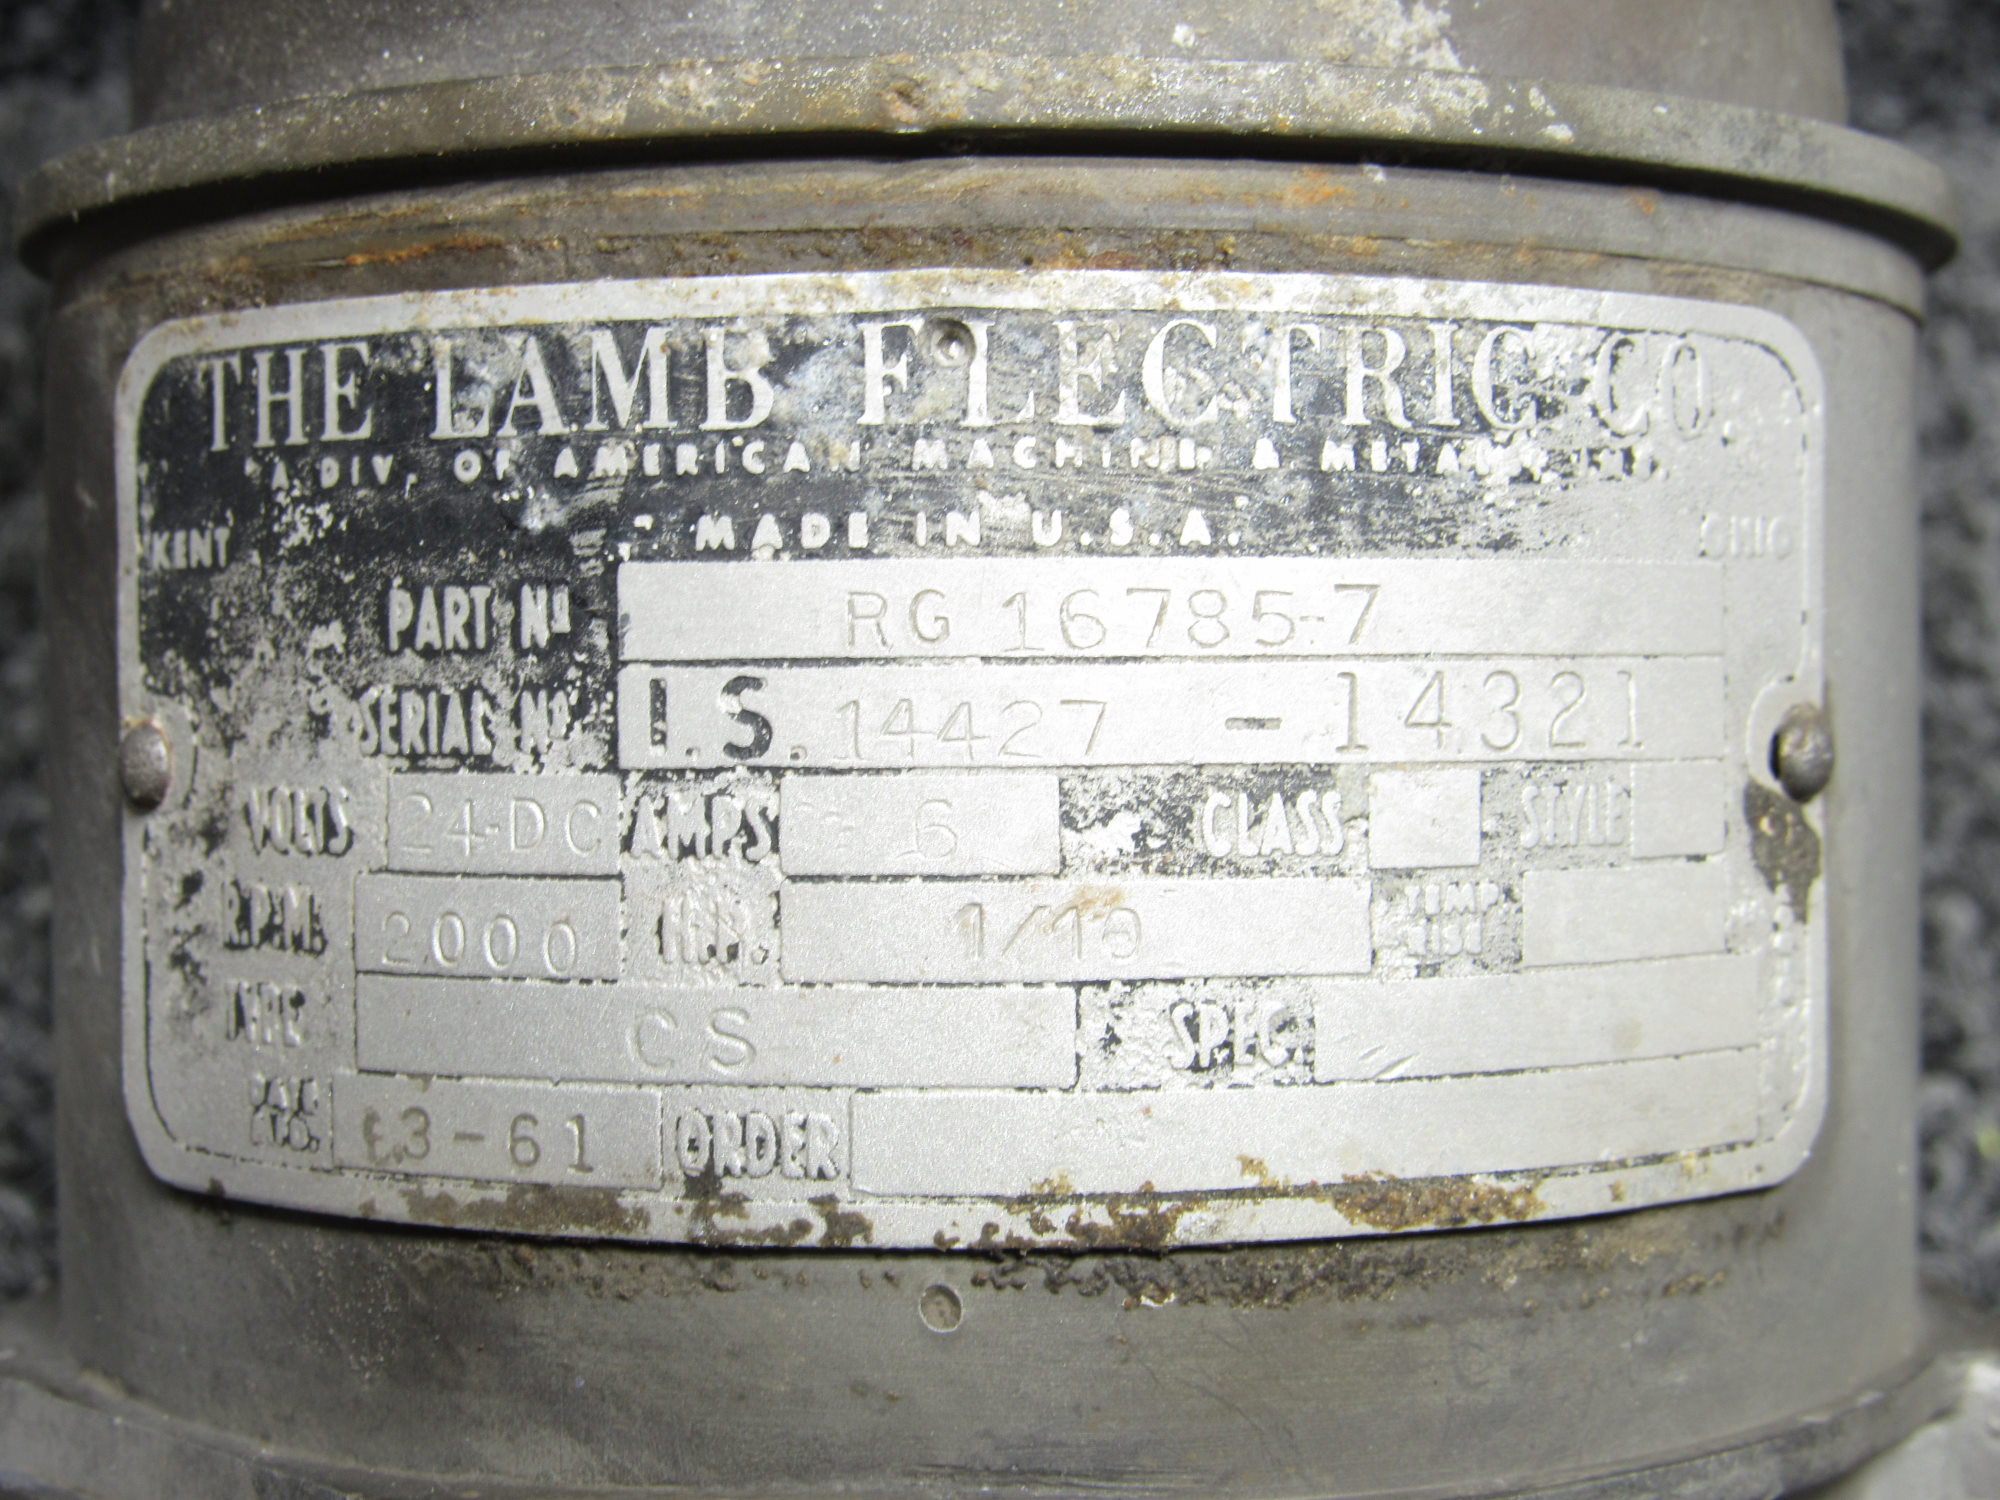 THE LAMB ELECTRIC CO.
A DIV. OF AMERICAN MACHINE & METALS INC.
MADE IN U.S.A.
KENT OHIO
PART No RG 16785-7
SERIAL No. I.S. 14427 - 14321
VOLTS 24-DC AMPS 6 CLASS STYLE
R.P.M. 2000 H.P. 1/10 TEMP. RISE
TYPE CS SPEC.
3-61 ORDER